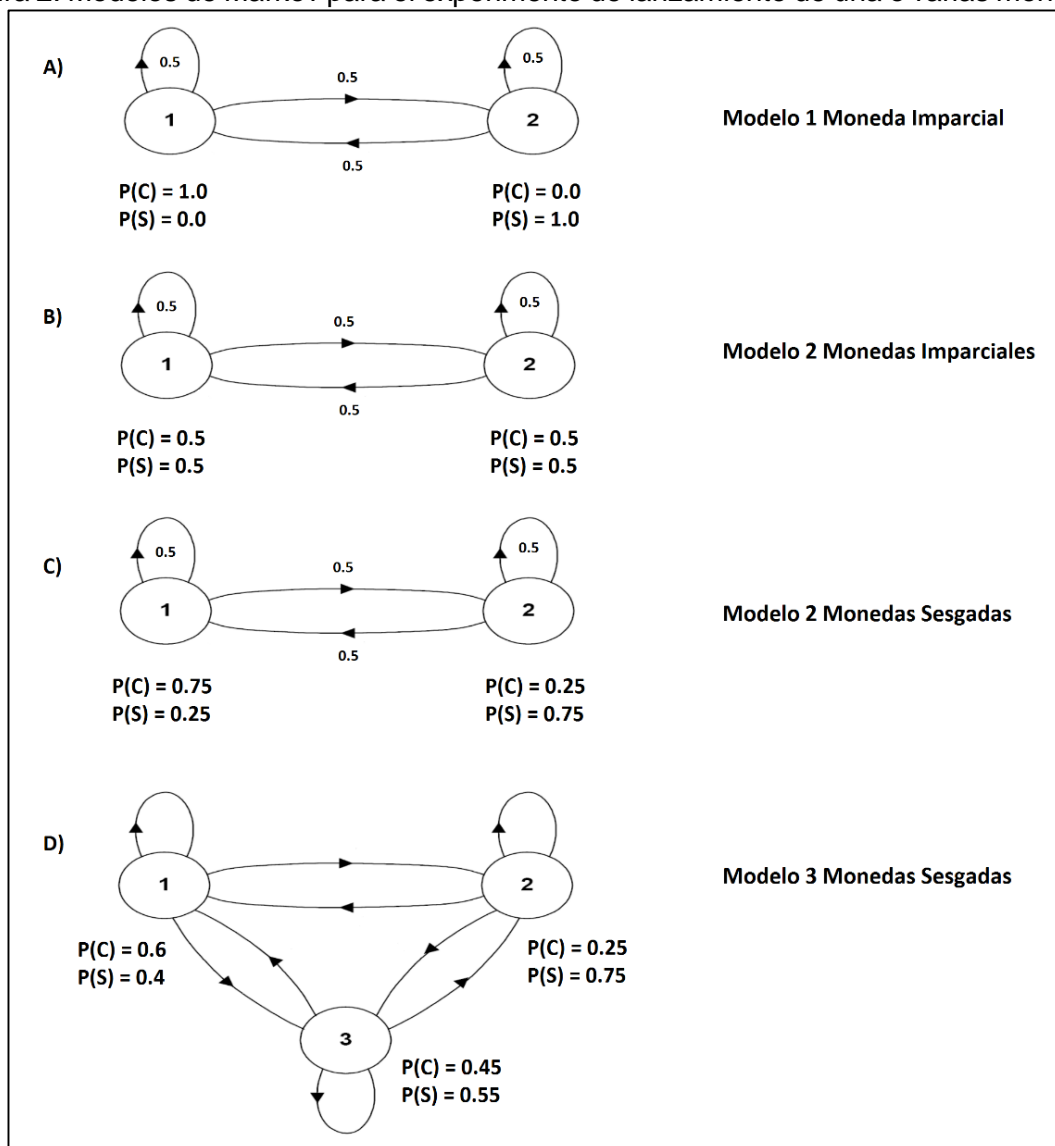 A)
0.5
0.5
0.5
1
2
Modelo 1 Moneda Imparcial
0.5
P(C) = 1.0
P(S) = 0.0
P(C) = 0.0
P(S) = 1.0
B)
0.5
0.5
0.5
1
2
Modelo 2 Monedas Imparciales
0.5
P(C) = 0.5
P(S) = 0.5
P(C) = 0.5
P(S) = 0.5
C)
0.5
0.5
0.5
1
2
Modelo 2 Monedas Sesgadas
0.5
P(C) = 0.75
P(S) = 0.25
P(C) = 0.25
P(S) = 0.75
D)
1
2
Modelo 3 Monedas Sesgadas
P(C) = 0.6
P(S) = 0.4
P(C) = 0.25
P(S) = 0.75
3
P(C) = 0.45
P(S) = 0.55